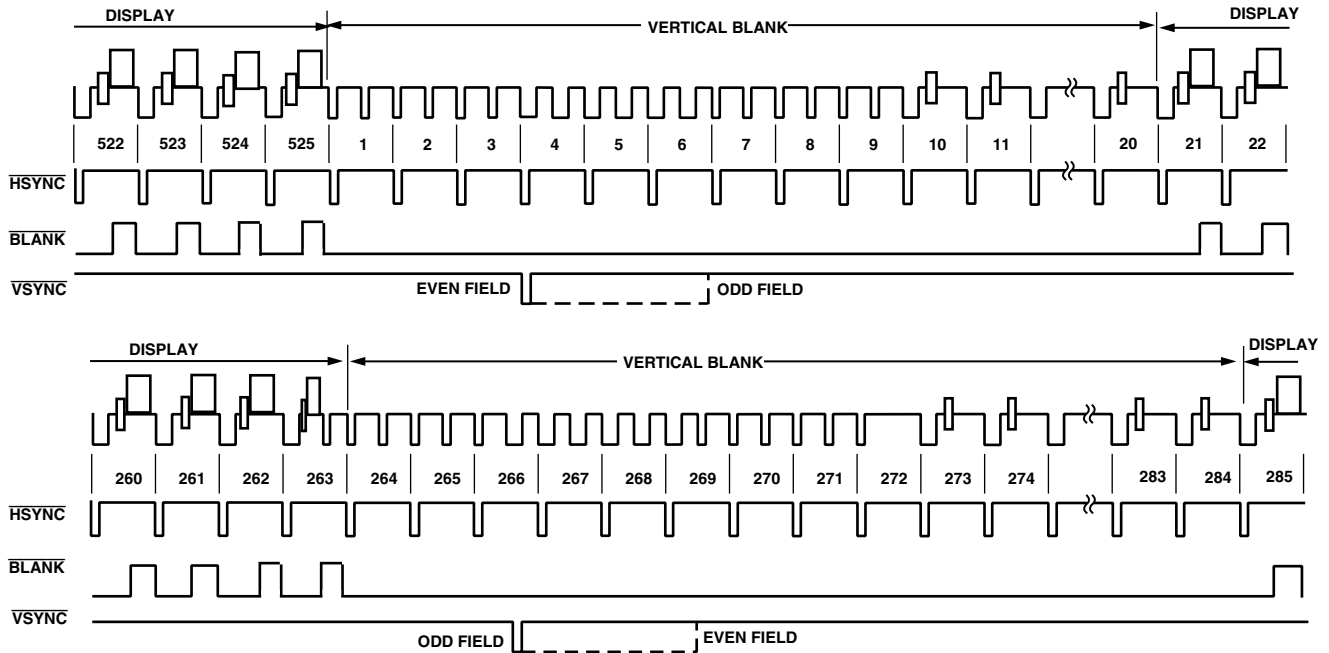 DISPLAY VERTICAL BLANK DISPLAY
522 523 524 525 1 2 3 4 5 6 7 8 9 10 11 20 21 22
HSYNC
BLANK
VSYNC
EVEN FIELD ODD FIELD
DISPLAY VERTICAL BLANK DISPLAY
260 261 262 263 264 265 266 267 268 269 270 271 272 273 274 283 284 285
HSYNC
BLANK
VSYNC
ODD FIELD EVEN FIELD